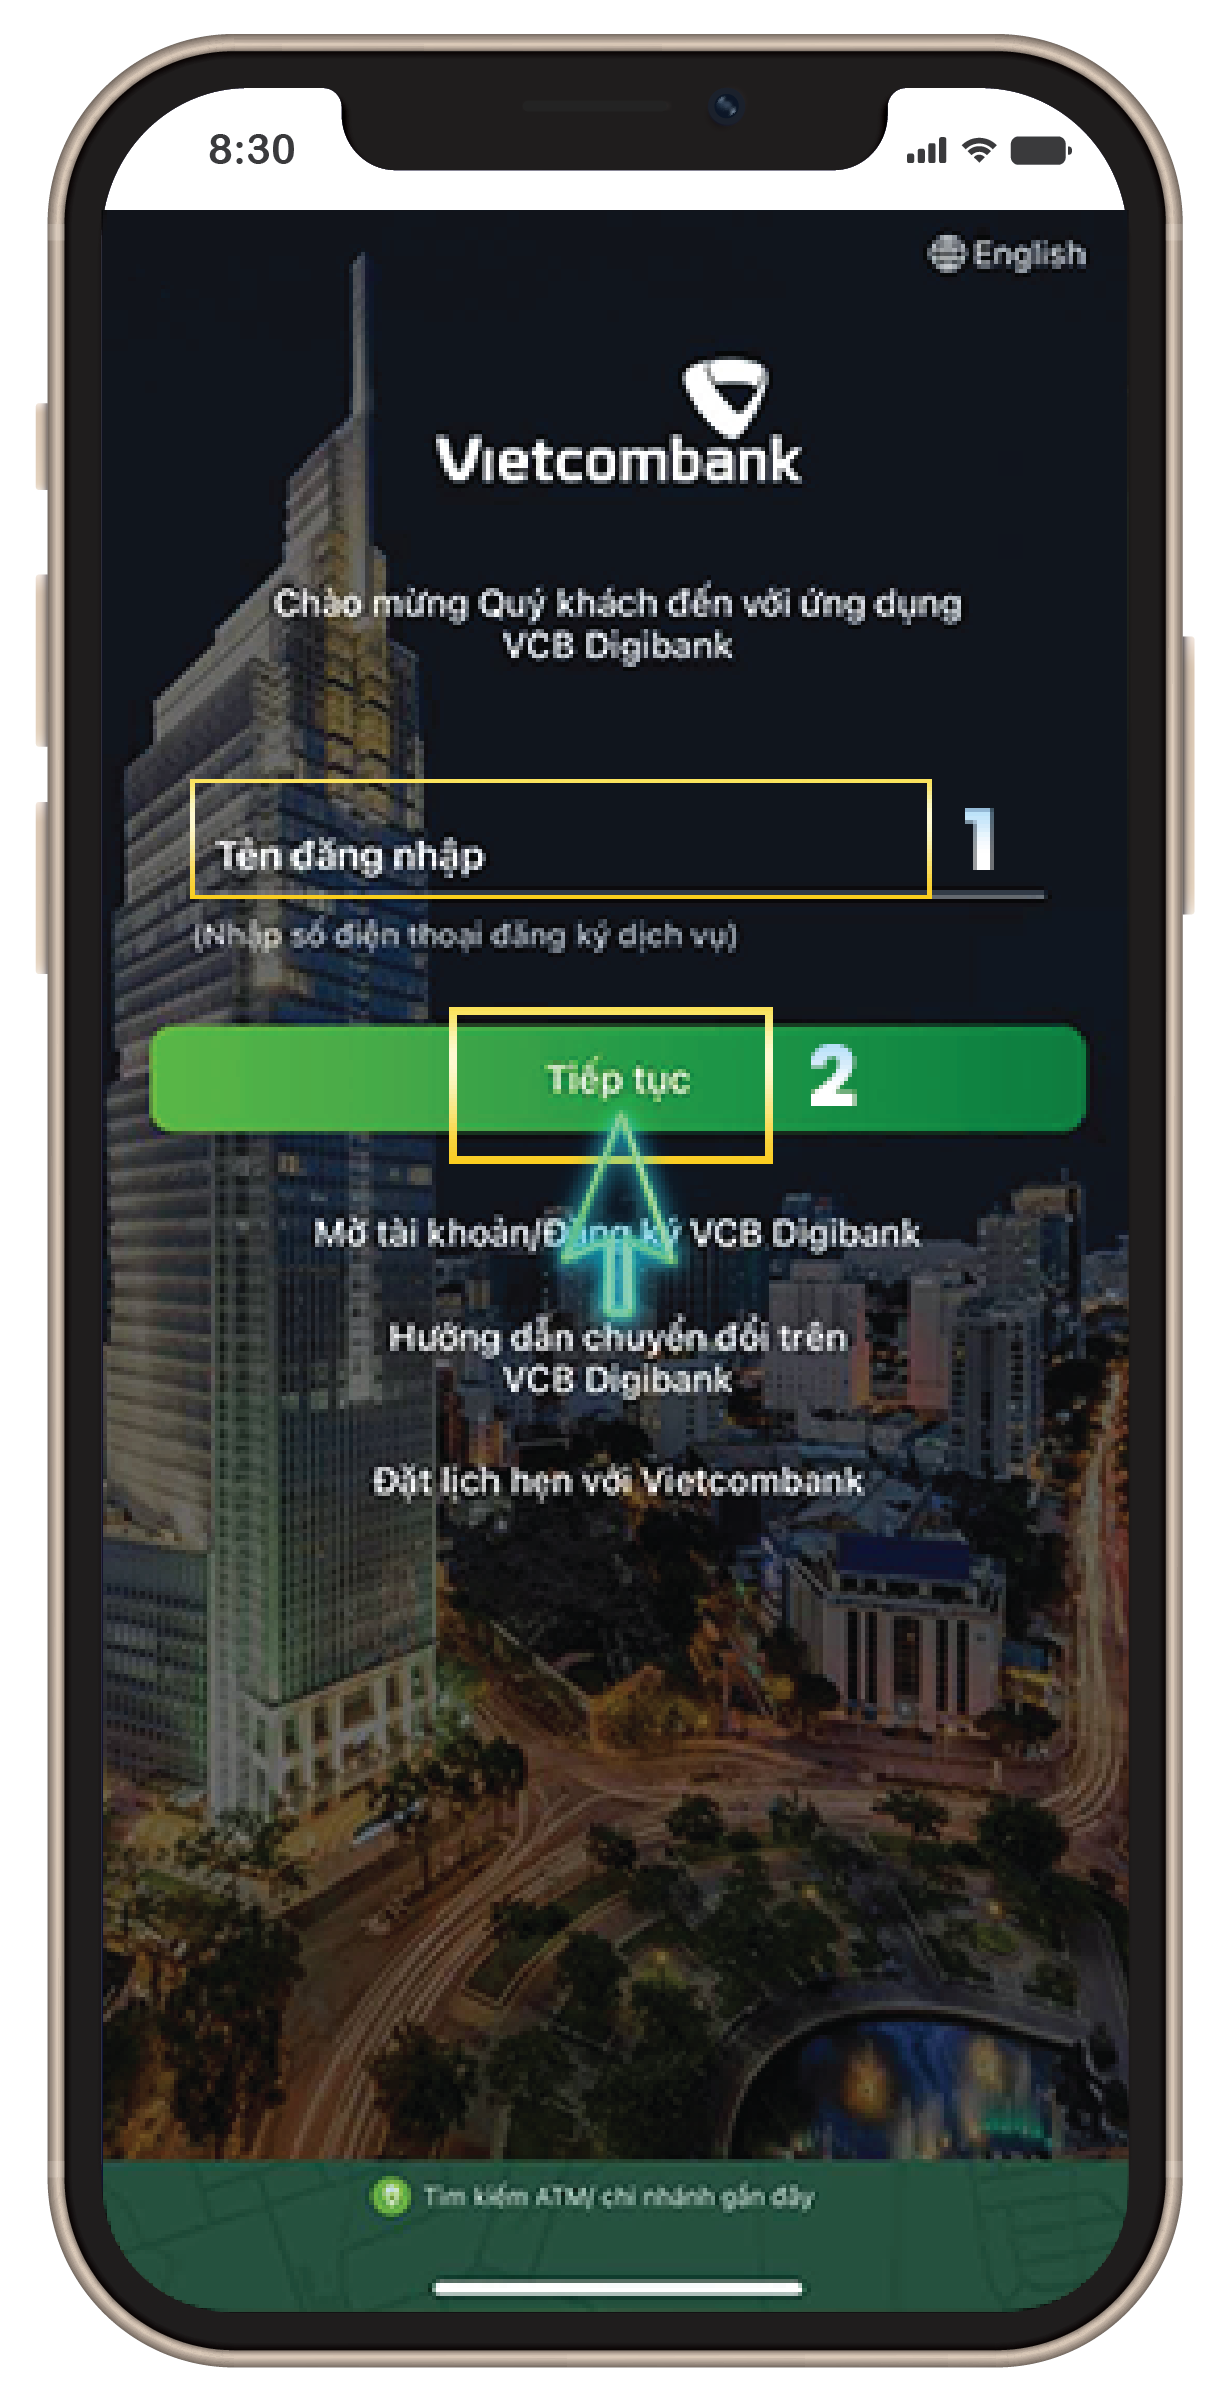 8:30
English
Vietcombank
Chào mừng Quý khách đến với ứng dụng
VCB Digibank
Tên đăng nhập
1
(Nhập số điện thoại đăng ký dịch vụ)
Tiếp tục
2
Mở tài khoản/Đăng ký VCB Digibank
Hướng dẫn chuyển đổi trên
VCB Digibank
Đặt lịch hẹn với Vietcombank
Tìm kiếm ATM/ chi nhánh gần đây